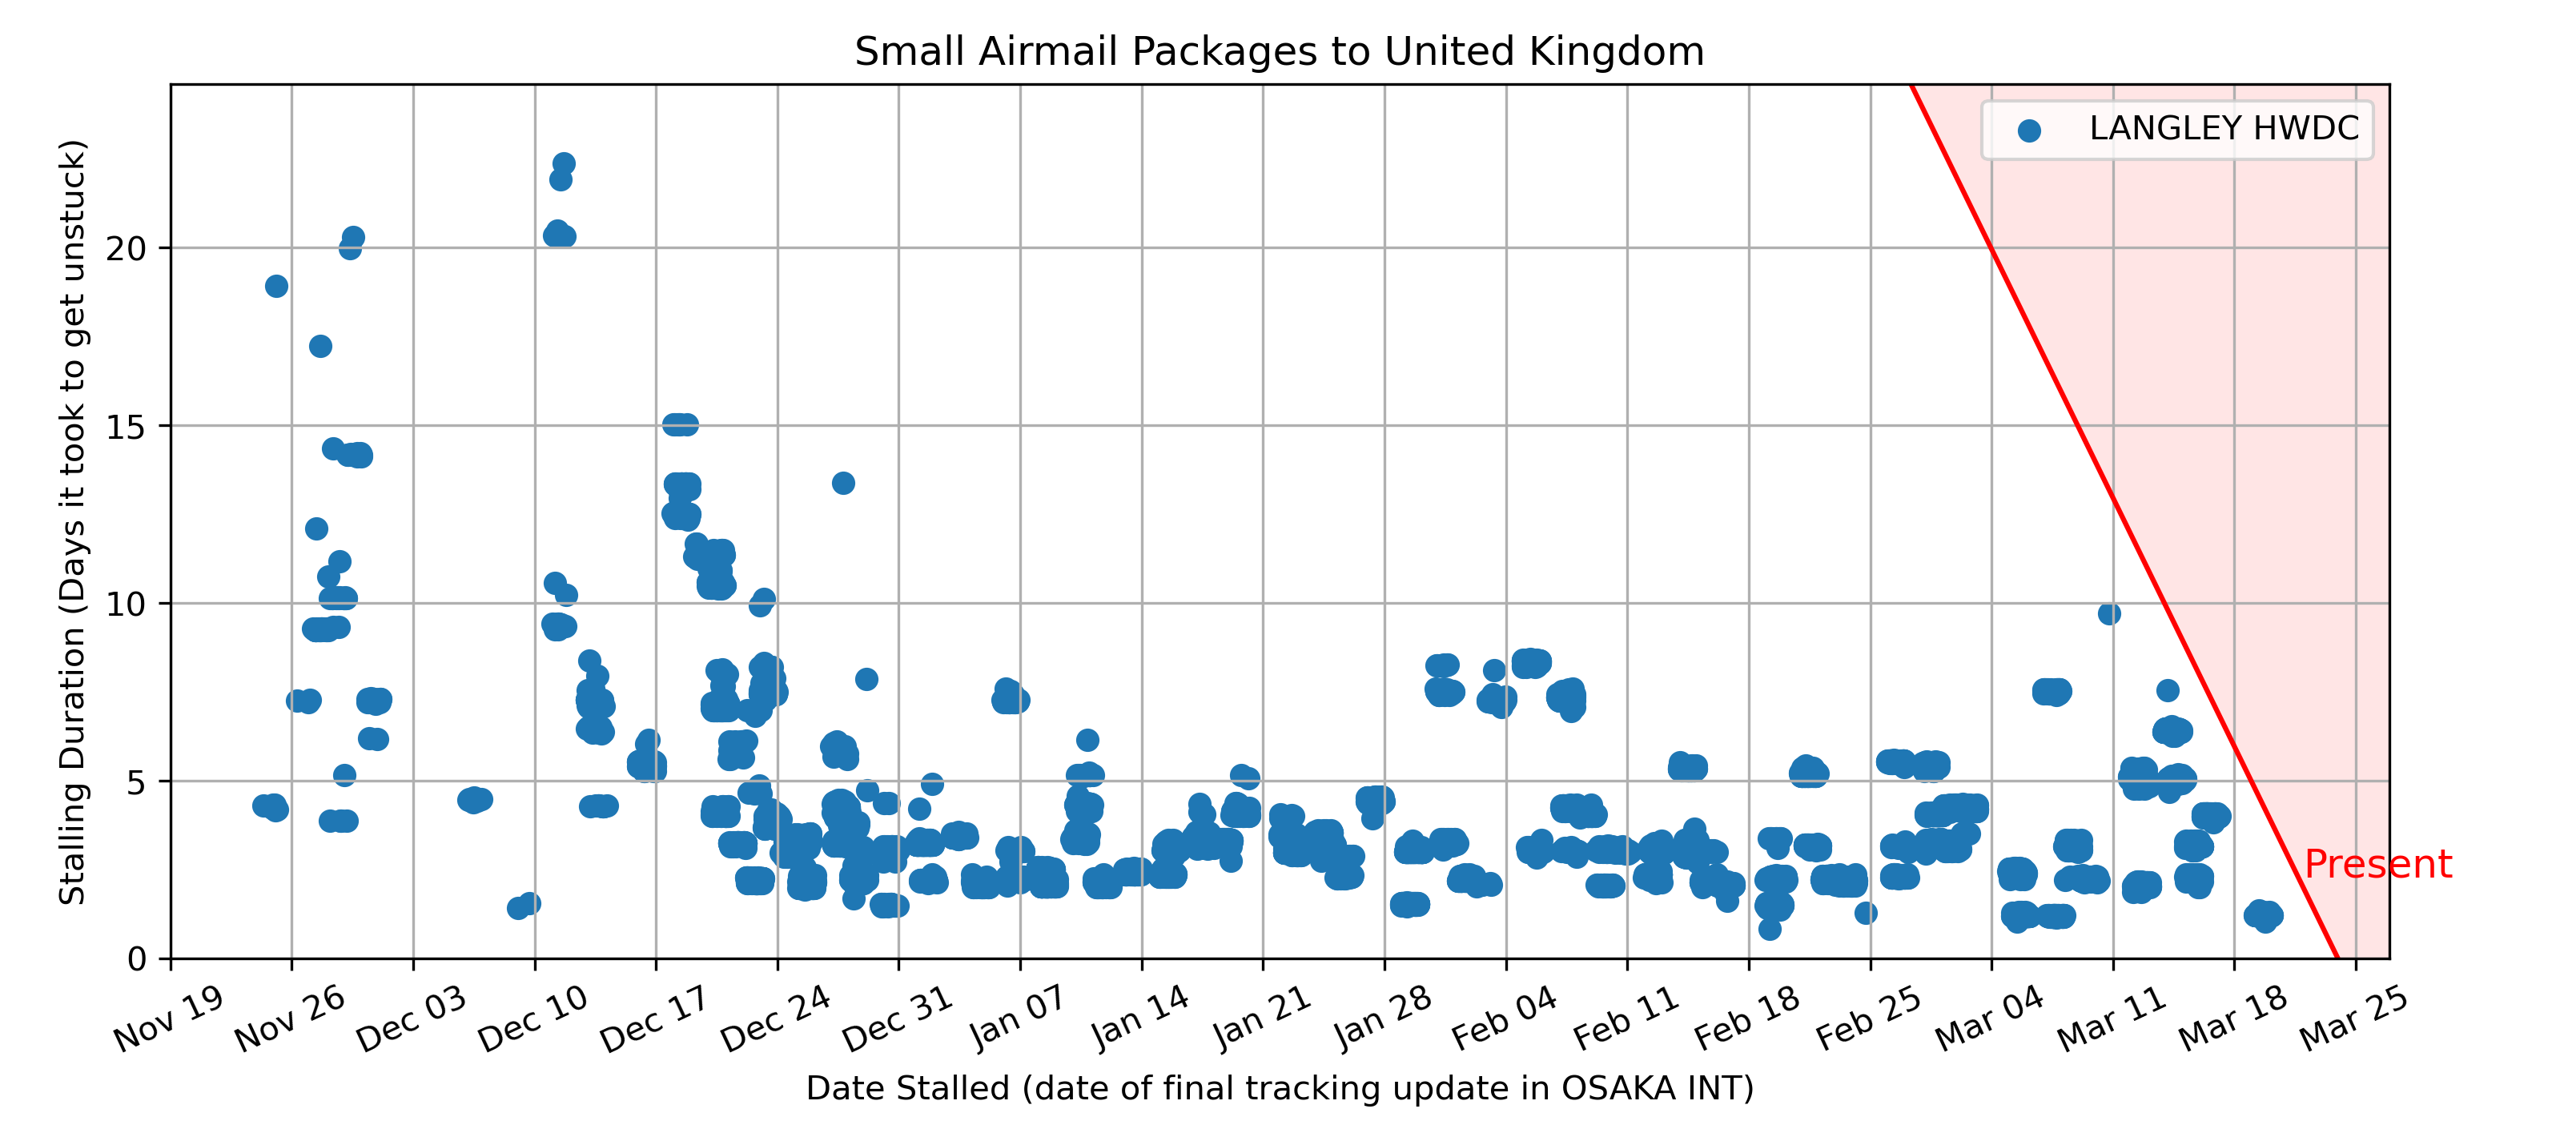 Small Airmail Packages to United Kingdom
LANGLEY HWDC
Stalling Duration (Days it took to get unstuck)
20
15
10
5
0
Present
Nov 19
Nov 26
Dec 03
Dec 10
Dec 17
Dec 24
Dec 31
Jan 07
Jan 14
Jan 21
Jan 28
Feb 04
Feb 11
Feb 18
Feb 25
Mar 04
Mar 11
Mar 18
Mar 25
Date Stalled (date of final tracking update in OSAKA INT)